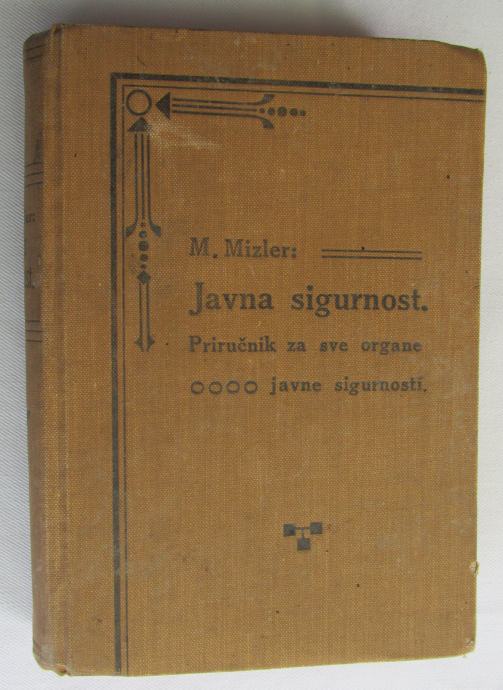 M. Mizler:
Javna sigurnost.
Priručnik za sve organe
javne sigurnosti.